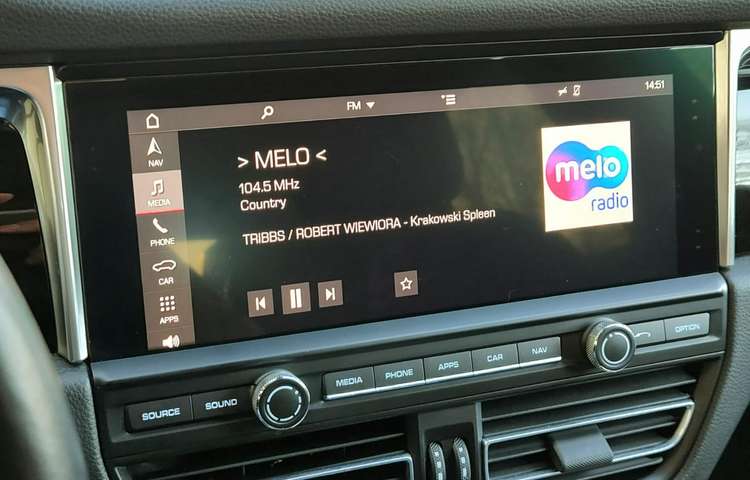 FM
14:51
NAV
MEDIA
PHONE
CAR
APPS
> MELO <
104.5 MHz
Country
TRIBBS / ROBERT WIEWIORA - Krakowski Spleen
melo
radio
SOURCE
SOUND
MEDIA
PHONE
APPS
CAR
NAV
OPTION